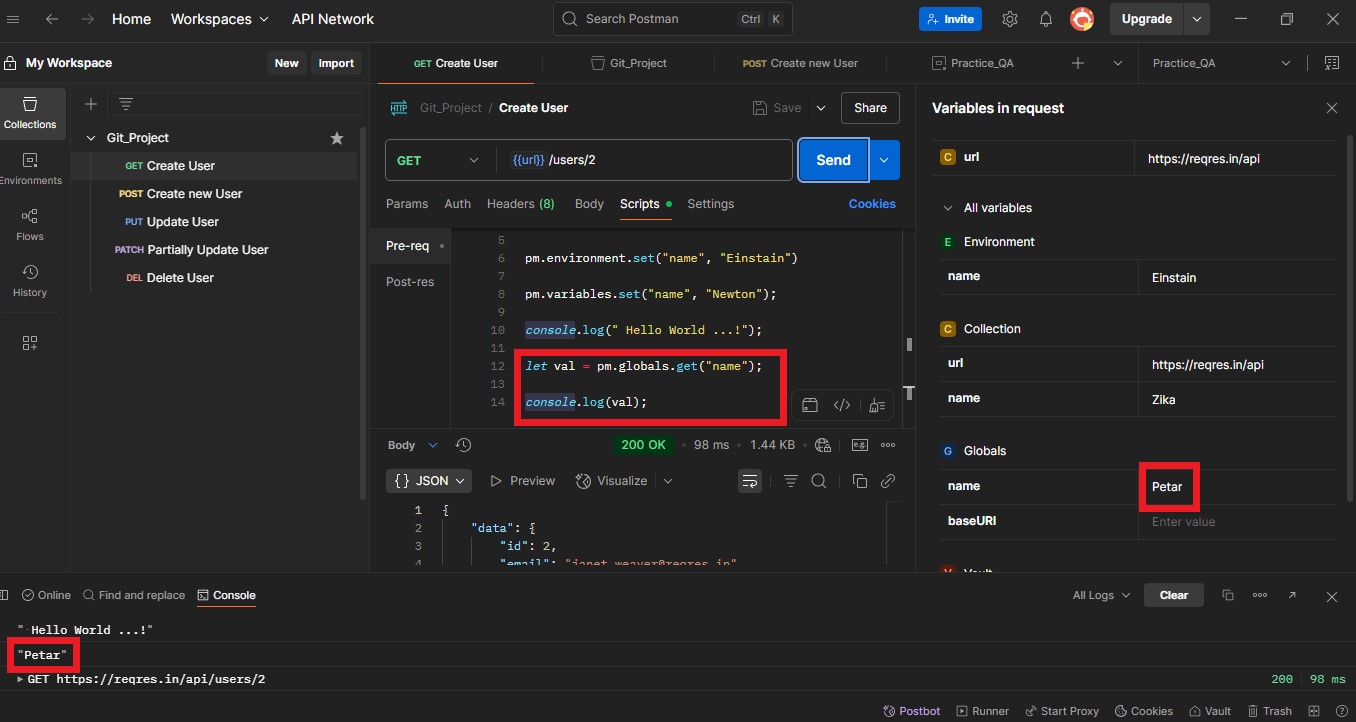 Home Workspaces API Network Search Postman Ctrl K Invite Upgrade
My Workspace New Import GET Create User Git_Project POST Create new User Practice_QA Practice_QA
Collections
Environments
Flows
History
Git_Project
GET Create User
POST Create new User
PUT Update User
PATCH Partially Update User
DEL Delete User
HTTP Git_Project / Create User Save Share
GET {{url}} /users/2 Send
Params Auth Headers (8) Body Scripts Settings Cookies
Pre-req
Post-res
5
6 pm.environment.set("name", "Einstain")
7
8 pm.variables.set("name", "Newton");
9
10 console.log(" Hello World ...!");
11
12 let val = pm.globals.get("name");
13
14 console.log(val);
Body 200 OK 98 ms 1.44 KB e.g.
{} JSON Preview Visualize
1 {
2 "data": {
3 "id": 2,
4 "email": "janet.weaver@reqres.in"
Variables in request
C url https://reqres.in/api
All variables
E Environment
name Einstain
C Collection
url https://reqres.in/api
name Zika
G Globals
name Petar
baseURI Enter value
V Vault
Online Find and replace Console All Logs Clear
" Hello World ...!"
"Petar"
GET https://reqres.in/api/users/2 200 98 ms
Postbot Runner Start Proxy Cookies Vault Trash